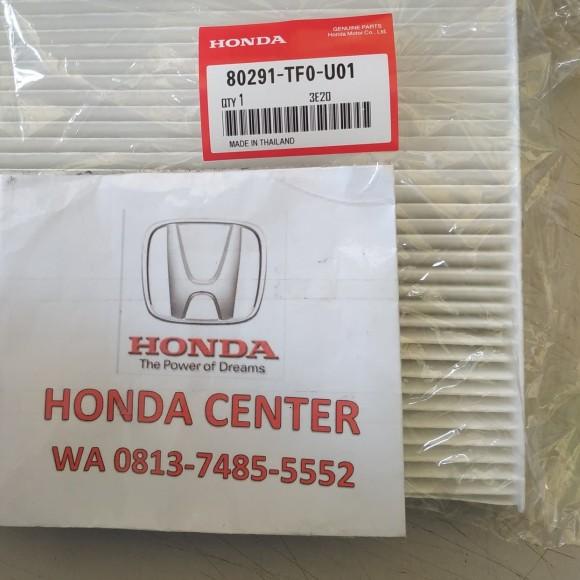 HONDA
GENUINE PARTS
Honda Motor Co., Ltd.
80291-TF0-U01
QTY 1 3E20
MADE IN THAILAND
HONDA
The Power of Dreams
HONDA CENTER
WA 0813-7485-5552